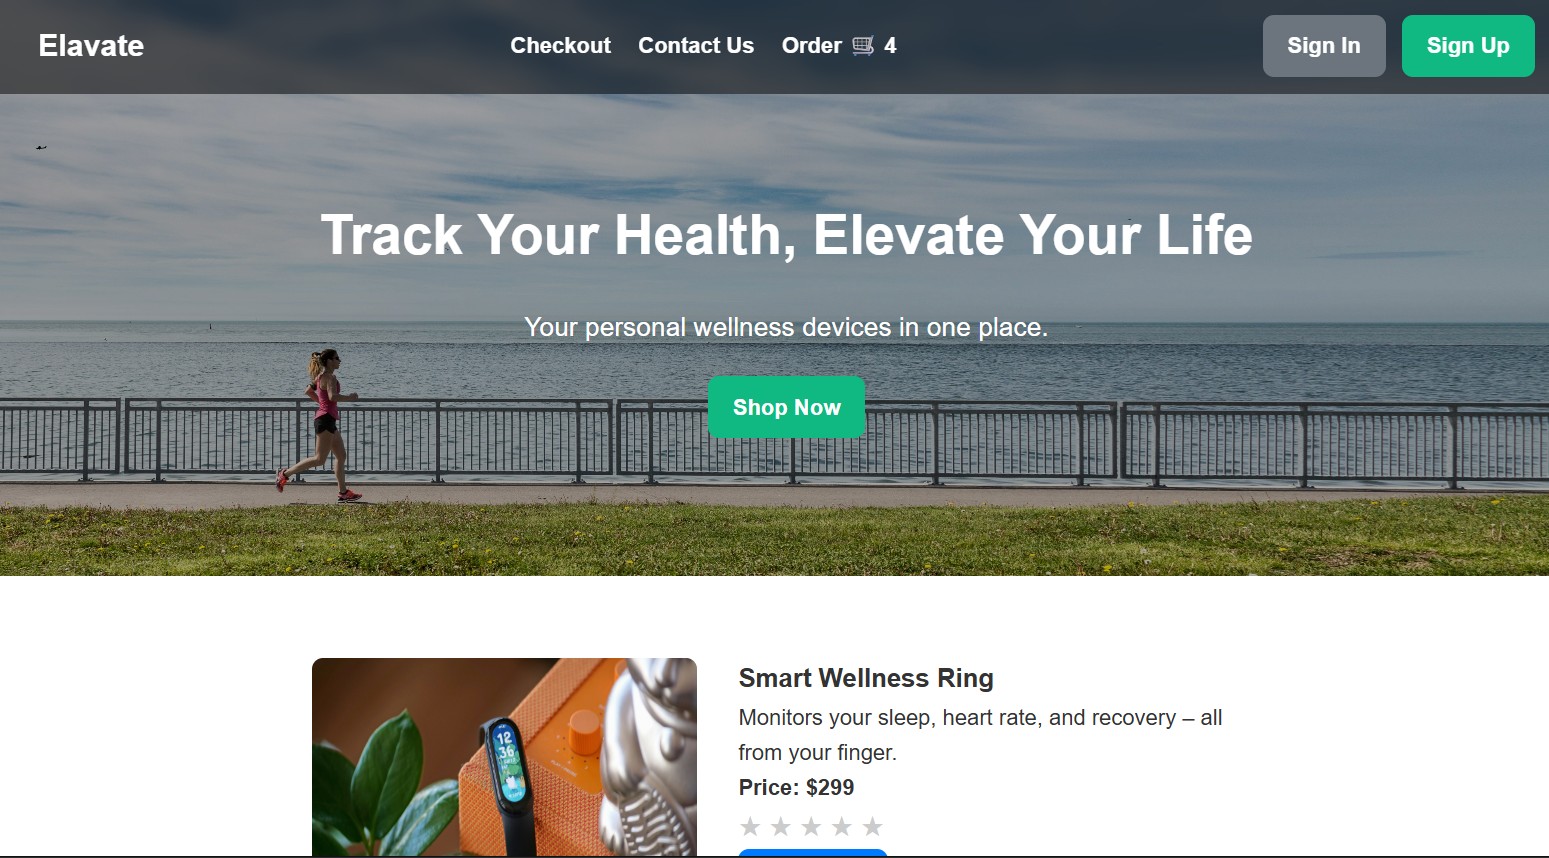 Elavate
Checkout Contact Us Order 🛒 4
Sign In Sign Up
Track Your Health, Elevate Your Life
Your personal wellness devices in one place.
Shop Now
12
36
Smart Wellness Ring
Monitors your sleep, heart rate, and recovery – all
from your finger.
Price: $299
★ ★ ★ ★ ★